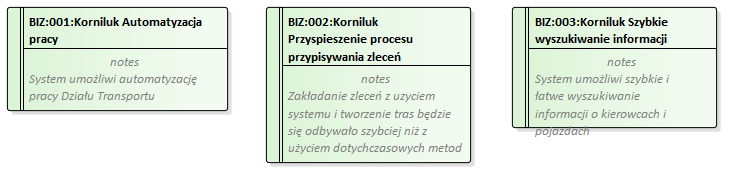 BIZ:001:Korniluk Automatyzacja
pracy
notes
System umożliwi automatyzację
pracy Działu Transportu
BIZ:002:Korniluk
Przyspieszenie procesu
przypisywania zleceń
notes
Zakładanie zleceń z uzyciem
systemu i tworzenie tras będzie
się odbywało szybciej niż z
użyciem dotychczasowych metod
BIZ:003:Korniluk Szybkie
wyszukiwanie informacji
notes
System umożliwi szybkie i
łatwe wyszukiwanie
informacji o kierowcach i
pojazdach